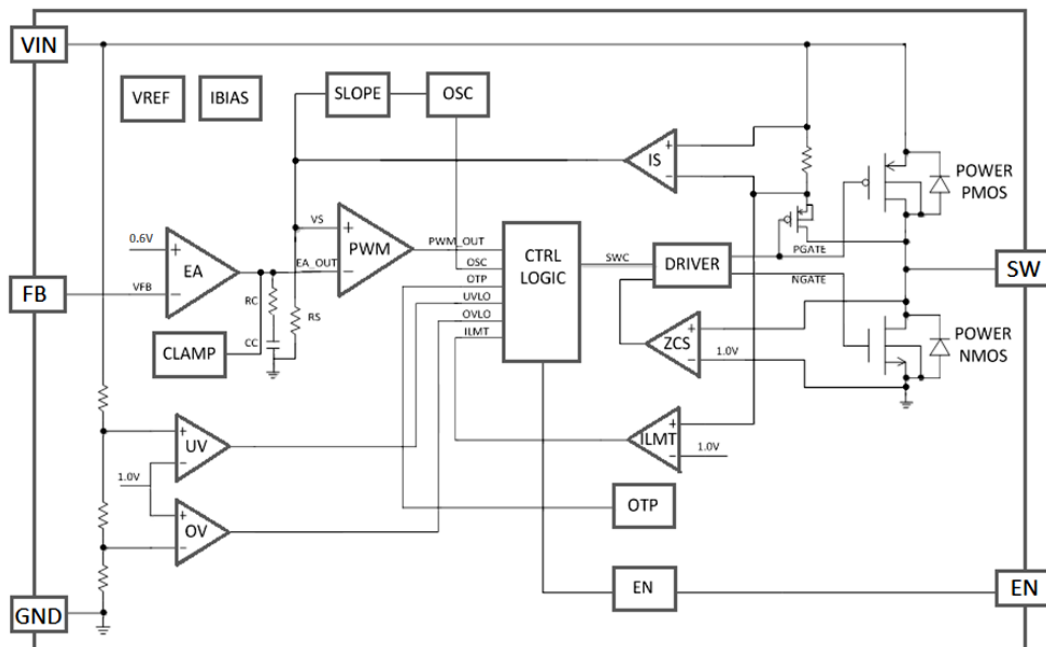 VIN
VREF
IBIAS
SLOPE
OSC
+
IS
−
POWER
PMOS
VS
+
0.6V
+
EA
EA_OUT
−
PWM
PWM_OUT
OSC
OTP
UVLO
OVLO
ILMT
CTRL
LOGIC
SWC
DRIVER
PGATE
NGATE
SW
FB
VFB
−
RC
CC
RS
CLAMP
+
ZCS
−
1.0V
POWER
NMOS
+
UV
−
1.0V
+
OV
−
+
ILMT
−
1.0V
OTP
EN
EN
GND